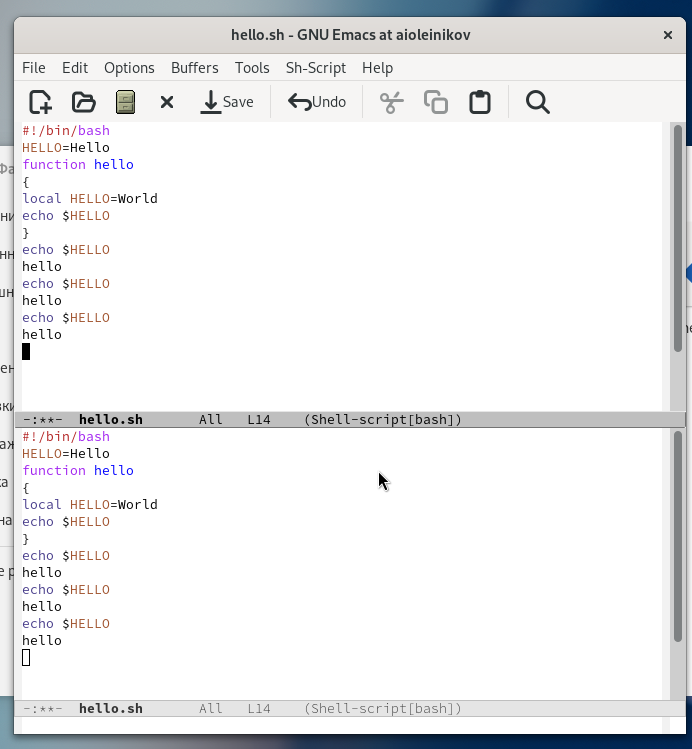 hello.sh - GNU Emacs at aioleinikov
File Edit Options Buffers Tools Sh-Script Help
Save Undo
#!/bin/bash
HELLO=Hello
function hello
{
local HELLO=World
echo $HELLO
}
echo $HELLO
hello
echo $HELLO
hello
echo $HELLO
hello
-:**- hello.sh All L14 (Shell-script[bash])
#!/bin/bash
HELLO=Hello
function hello
{
local HELLO=World
echo $HELLO
}
echo $HELLO
hello
echo $HELLO
hello
echo $HELLO
hello
-:**- hello.sh All L14 (Shell-script[bash])